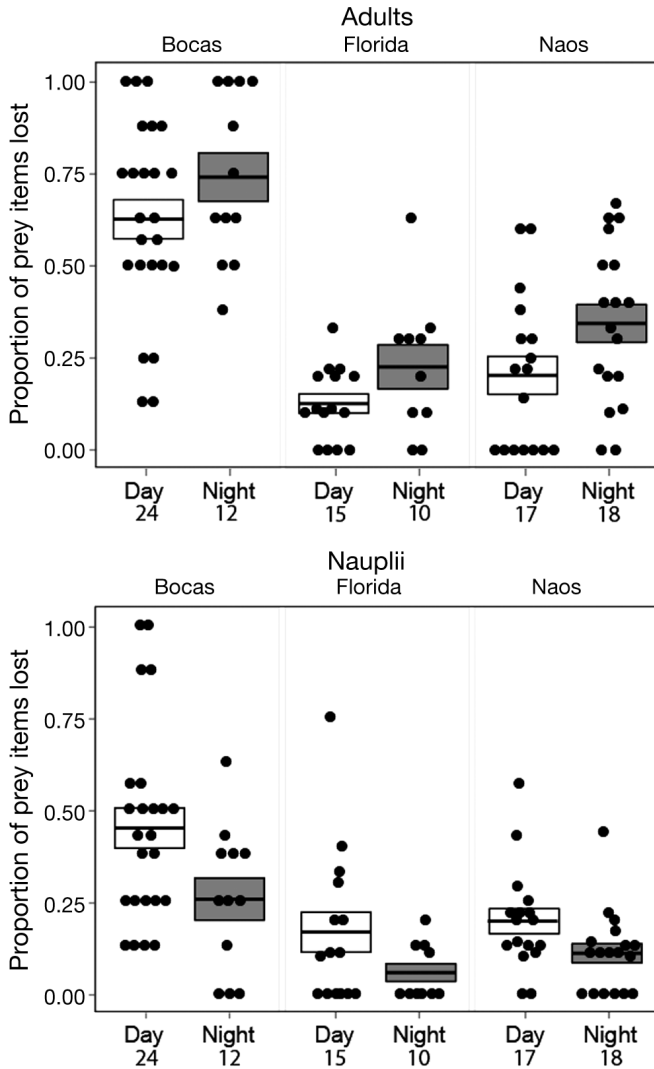 Adults
Bocas Florida Naos
Proportion of prey items lost
1.00
0.75
0.50
0.25
0.00
Day Night Day Night Day Night
24 12 15 10 17 18
Nauplii
Bocas Florida Naos
Proportion of prey items lost
1.00
0.75
0.50
0.25
0.00
Day Night Day Night Day Night
24 12 15 10 17 18